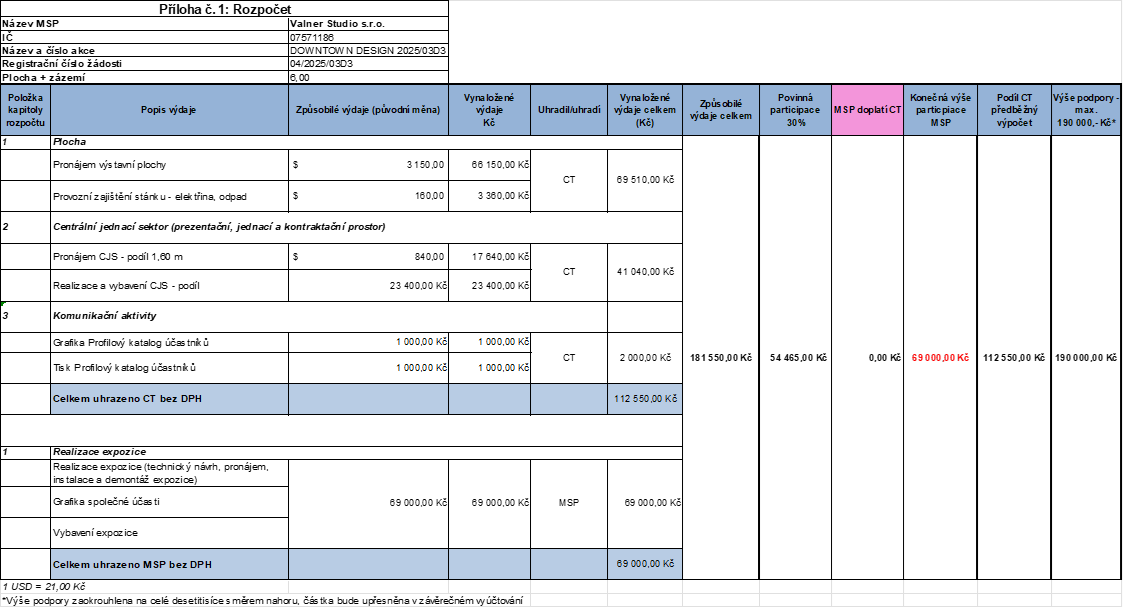 Příloha č. 1: Rozpočet
Název MSP Valner Studio s.r.o.
IČ 07571186
Název a číslo akce DOWNTOWN DESIGN 2025/03D3
Registrační číslo žádosti 04/2025/03D3
Plocha + zázemí 6,00
Položka kapitoly rozpočtu Popis výdaje Způsobilé výdaje (původní měna) Vynaložené výdaje Kč Uhradil/uhradí Vynaložené výdaje celkem (Kč) Způsobilé výdaje celkem Povinná participace 30% MSP doplatí CT Konečná výše particpiace MSP Podíl CT předběžný výpočet Výše podpory - max. 190 000,- Kč*
1 Plocha
Pronájem výstavní plochy $ 3 150,00 66 150,00 Kč
CT 69 510,00 Kč
Provozní zajištění stánku - elektřina, odpad $ 160,00 3 360,00 Kč
2 Centrální jednací sektor (prezentační, jednací a kontraktační prostor)
Pronájem CJS - podíl 1,60 m $ 840,00 17 640,00 Kč
CT 41 040,00 Kč
Realizace a vybavení CJS - podíl 23 400,00 Kč 23 400,00 Kč
3 Komunikační aktivity
Grafika Profilový katalog účastníků 1 000,00 Kč 1 000,00 Kč
CT 2 000,00 Kč 181 550,00 Kč 54 465,00 Kč 0,00 Kč 69 000,00 Kč 112 550,00 Kč 190 000,00 Kč
Tisk Profilový katalog účastníků 1 000,00 Kč 1 000,00 Kč
Celkem uhrazeno CT bez DPH 112 550,00 Kč
1 Realizace expozice
Realizace expozice (technický návrh, pronájem,
instalace a demontáž expozice)
Grafika společné účasti 69 000,00 Kč 69 000,00 Kč MSP 69 000,00 Kč
Vybavení expozice
Celkem uhrazeno MSP bez DPH 69 000,00 Kč
1 USD = 21,00 Kč
*Výše podpory zaokrouhlena na celé desetitisíce směrem nahoru, částka bude upřesněna v závěrečném vyúčtování